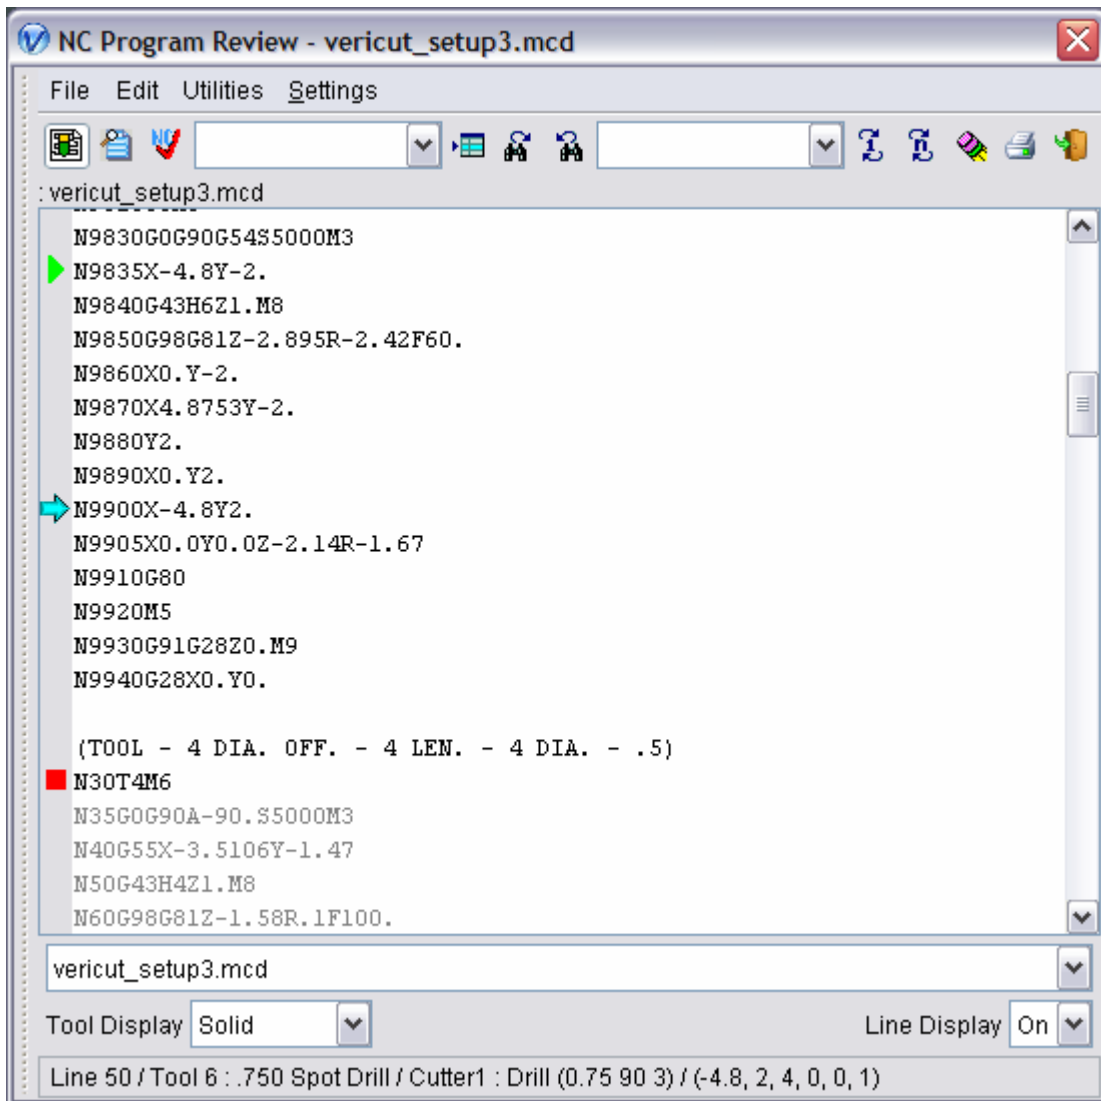 NC Program Review - vericut_setup3.mcd
File Edit Utilities Settings
: vericut_setup3.mcd
N9830G0G90G54S5000M3
N9835X-4.8Y-2.
N9840G43H6Z1.M8
N9850G98G81Z-2.895R-2.42F60.
N9860X0.Y-2.
N9870X4.8753Y-2.
N9880Y2.
N9890X0.Y2.
N9900X-4.8Y2.
N9905X0.0Y0.0Z-2.14R-1.67
N9910G80
N9920M5
N9930G91G28Z0.M9
N9940G28X0.Y0.
(TOOL - 4 DIA. OFF. - 4 LEN. - 4 DIA. - .5)
N30T4M6
N35G0G90A-90.S5000M3
N40G55X-3.5106Y-1.47
N50G43H4Z1.M8
N60G98G81Z-1.58R.1F100.
vericut_setup3.mcd
Tool Display Solid Line Display On
Line 50 / Tool 6 : .750 Spot Drill / Cutter1 : Drill (0.75 90 3) / (-4.8, 2, 4, 0, 0, 1)